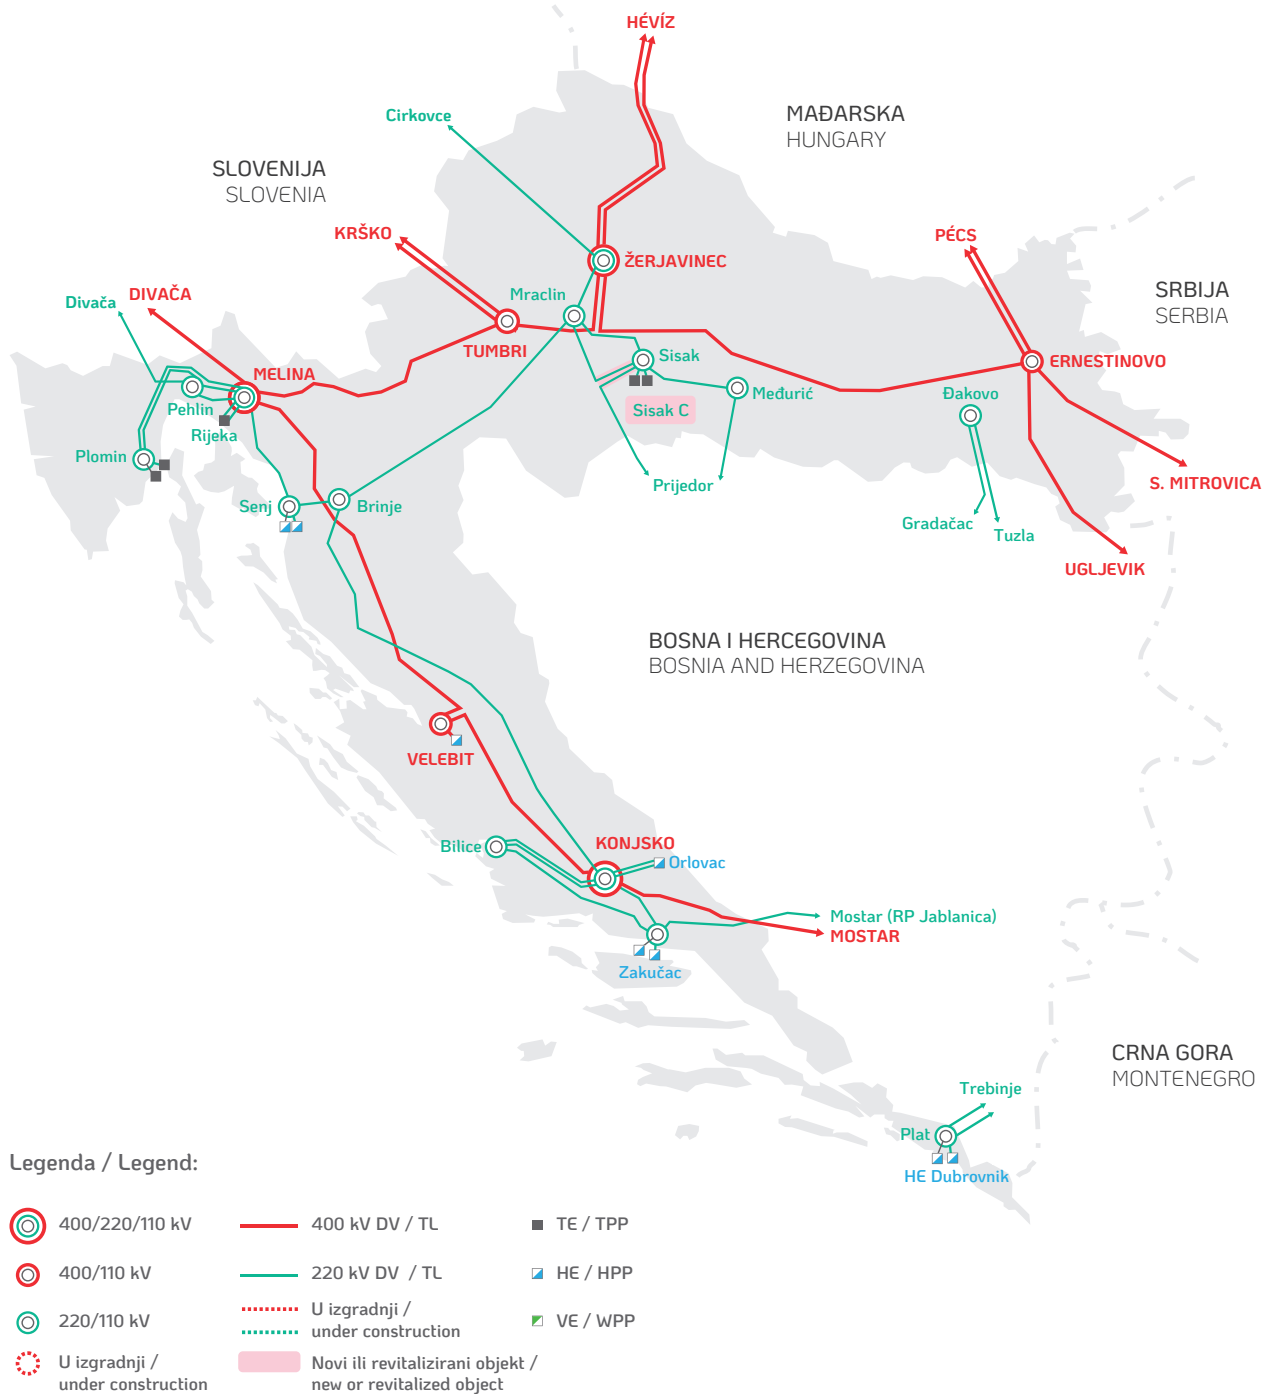 HÉVÍZ
Cirkovce
MAĐARSKA
HUNGARY
SLOVENIJA
SLOVENIA
KRŠKO
PÉCS
ŽERJAVINEC
SRBIJA
SERBIA
Divača
DIVAČA
Mraclin
TUMBRI
Sisak
ERNESTINOVO
MELINA
Međurić
Đakovo
Pehlin
Sisak C
Rijeka
Plomin
Prijedor
S. MITROVICA
Senj
Brinje
Gradačac
Tuzla
UGLJEVIK
BOSNA I HERCEGOVINA
BOSNIA AND HERZEGOVINA
VELEBIT
KONJSKO
Bilice
Orlovac
Mostar (RP Jablanica)
MOSTAR
Zakučac
CRNA GORA
MONTENEGRO
Trebinje
Plat
HE Dubrovnik
Legenda / Legend:
400/220/110 kV
400 kV DV / TL
TE / TPP
400/110 kV
220 kV DV / TL
HE / HPP
220/110 kV
U izgradnji /
under construction
VE / WPP
U izgradnji /
under construction
Novi ili revitalizirani objekt /
new or revitalized object